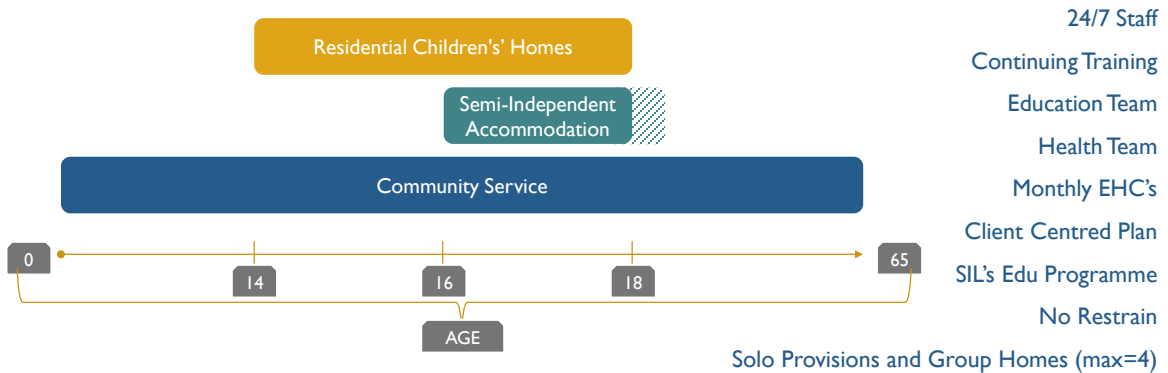 Residential Children's' Homes
Semi-Independent
Accommodation
Community Service
0
14
16
18
65
AGE
24/7 Staff
Continuing Training
Education Team
Health Team
Monthly EHC's
Client Centred Plan
SIL's Edu Programme
No Restrain
Solo Provisions and Group Homes (max=4)